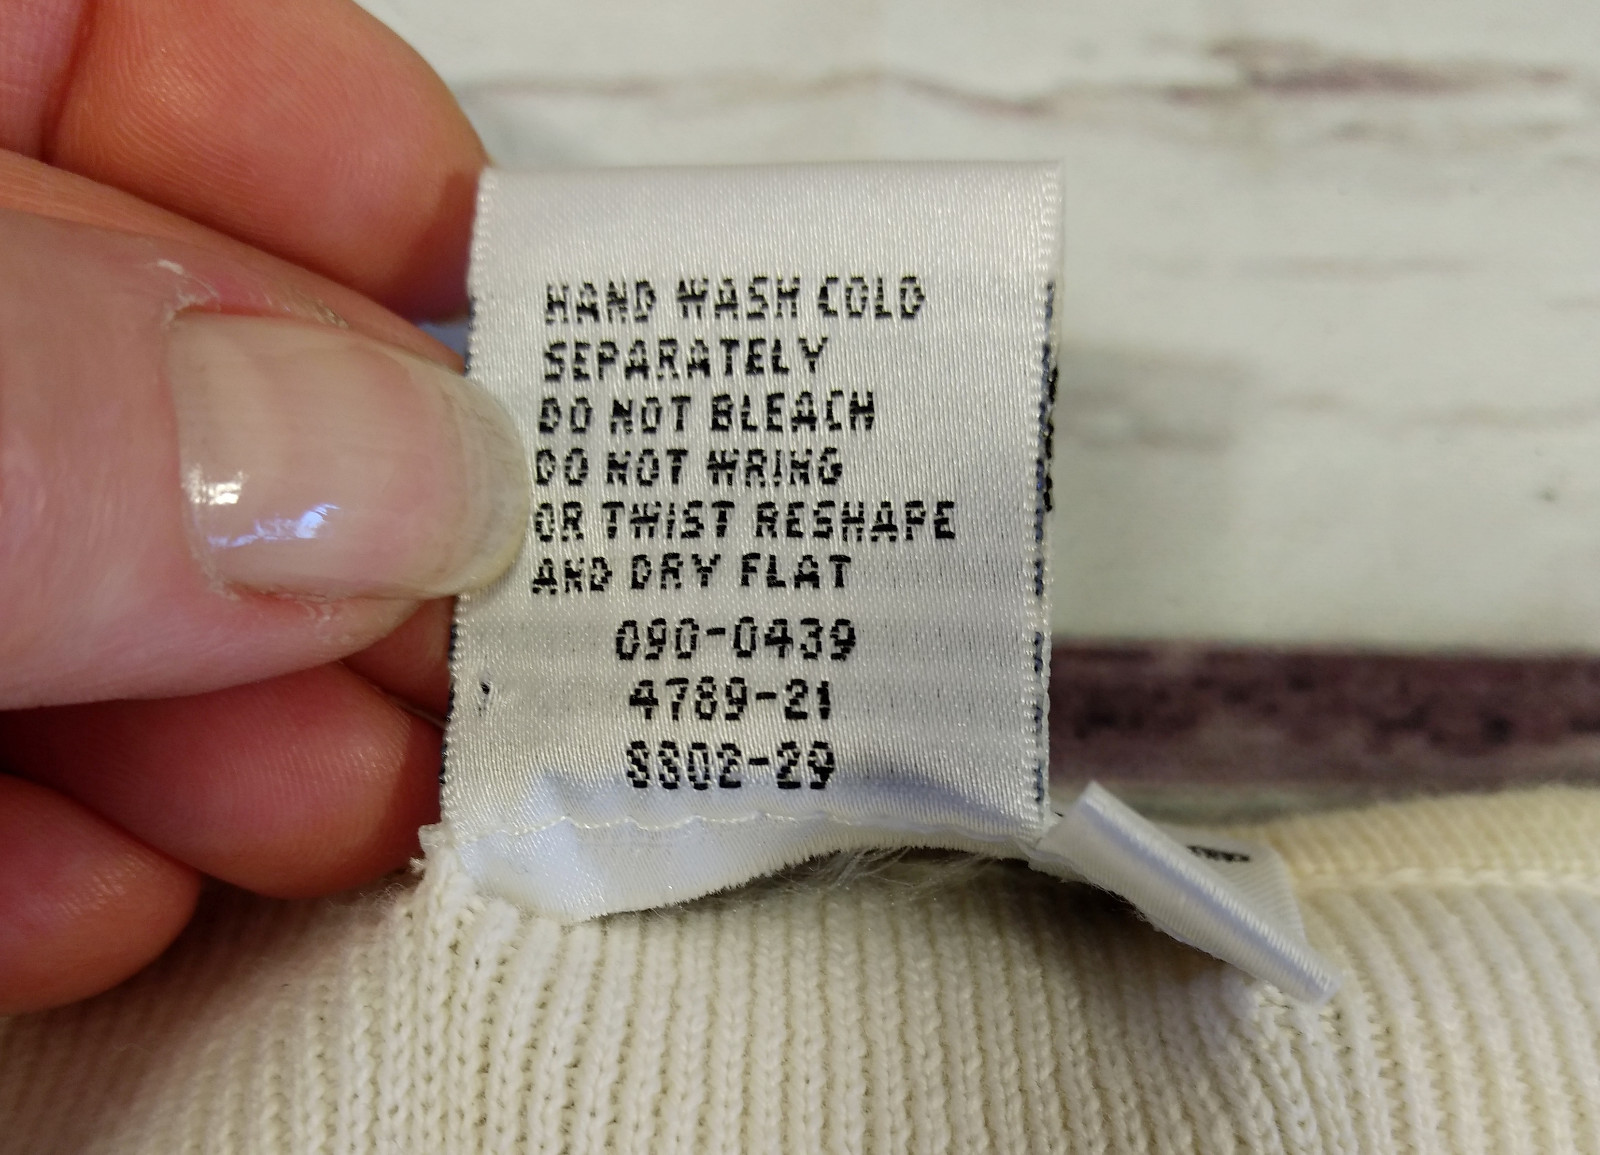 HAND WASH COLD
SEPARATELY
DO NOT BLEACH
DO NOT WRING
OR TWIST RESHAPE
AND DRY FLAT
090-0439
4789-21
8802-29